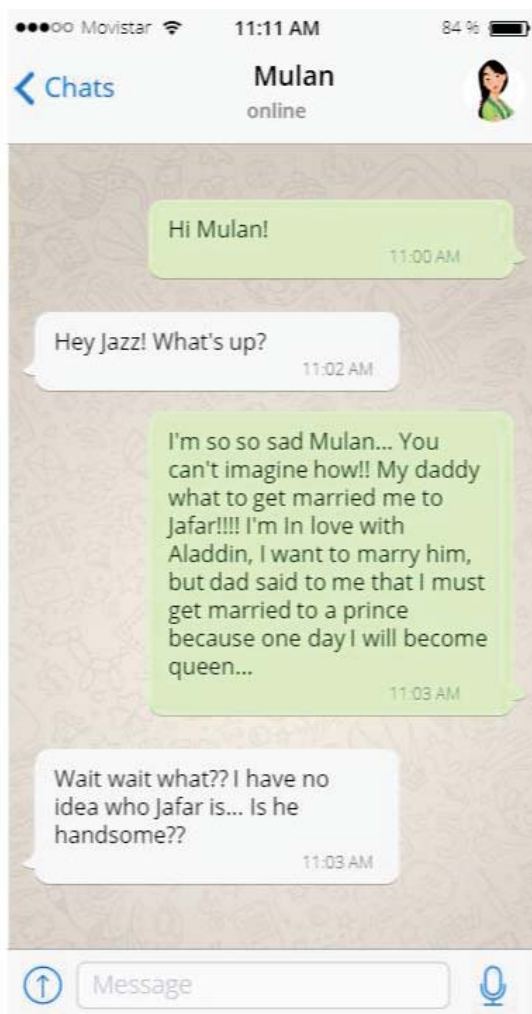 Movistar 11:11 AM 84 %
Chats Mulan
online
Hi Mulan!
11:00 AM
Hey Jazz! What's up?
11:02 AM
I'm so so sad Mulan... You
can't imagine how!! My daddy
what to get married me to
Jafar!!!! I'm In love with
Aladdin, I want to marry him,
but dad said to me that I must
get married to a prince
because one day I will become
queen...
11:03 AM
Wait wait what?? I have no
idea who Jafar is... Is he
handsome??
11:03 AM
Message